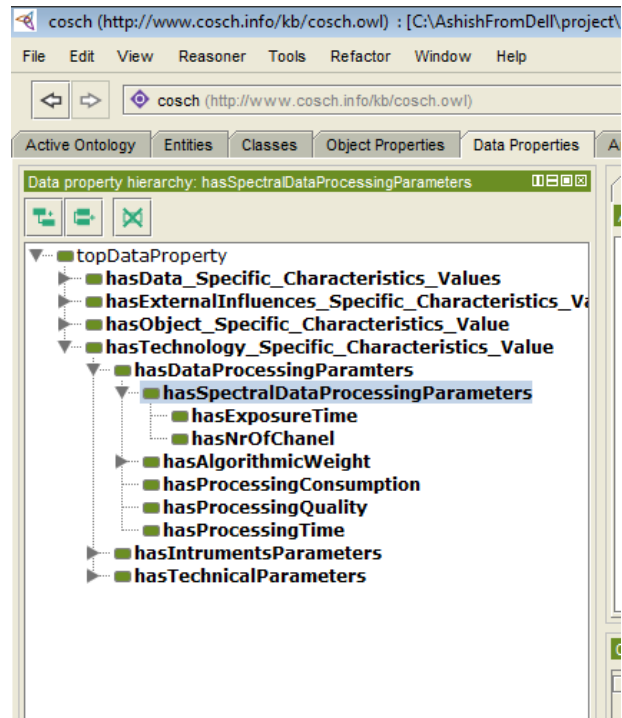 cosch (http://www.cosch.info/kb/cosch.owl) : [C:\AshishFromDell\project\
File Edit View Reasoner Tools Refactor Window Help
cosch (http://www.cosch.info/kb/cosch.owl)
Active Ontology Entities Classes Object Properties Data Properties
Data property hierarchy: hasSpectralDataProcessingParameters
topDataProperty
hasData_Specific_Characteristics_Values
hasExternalInfluences_Specific_Characteristics_Va
hasObject_Specific_Characteristics_Value
hasTechnology_Specific_Characteristics_Value
hasDataProcessingParamters
hasSpectralDataProcessingParameters
hasExposureTime
hasNrOfChanel
hasAlgorithmicWeight
hasProcessingConsumption
hasProcessingQuality
hasProcessingTime
hasIntrumentsParameters
hasTechnicalParameters